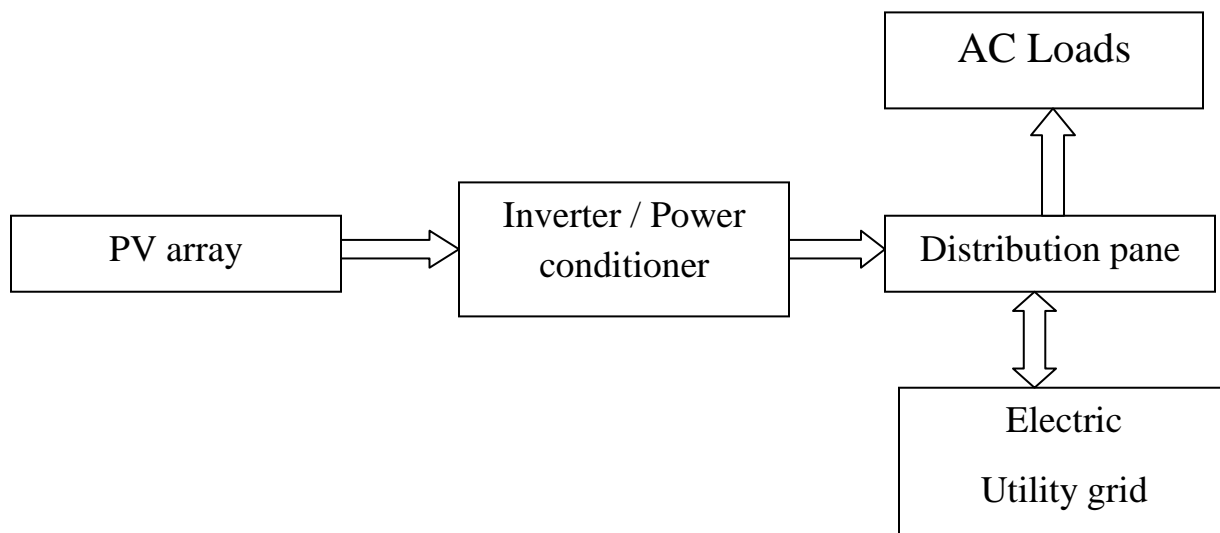 AC Loads
PV array
Inverter / Power
conditioner
Distribution pane
Electric
Utility grid